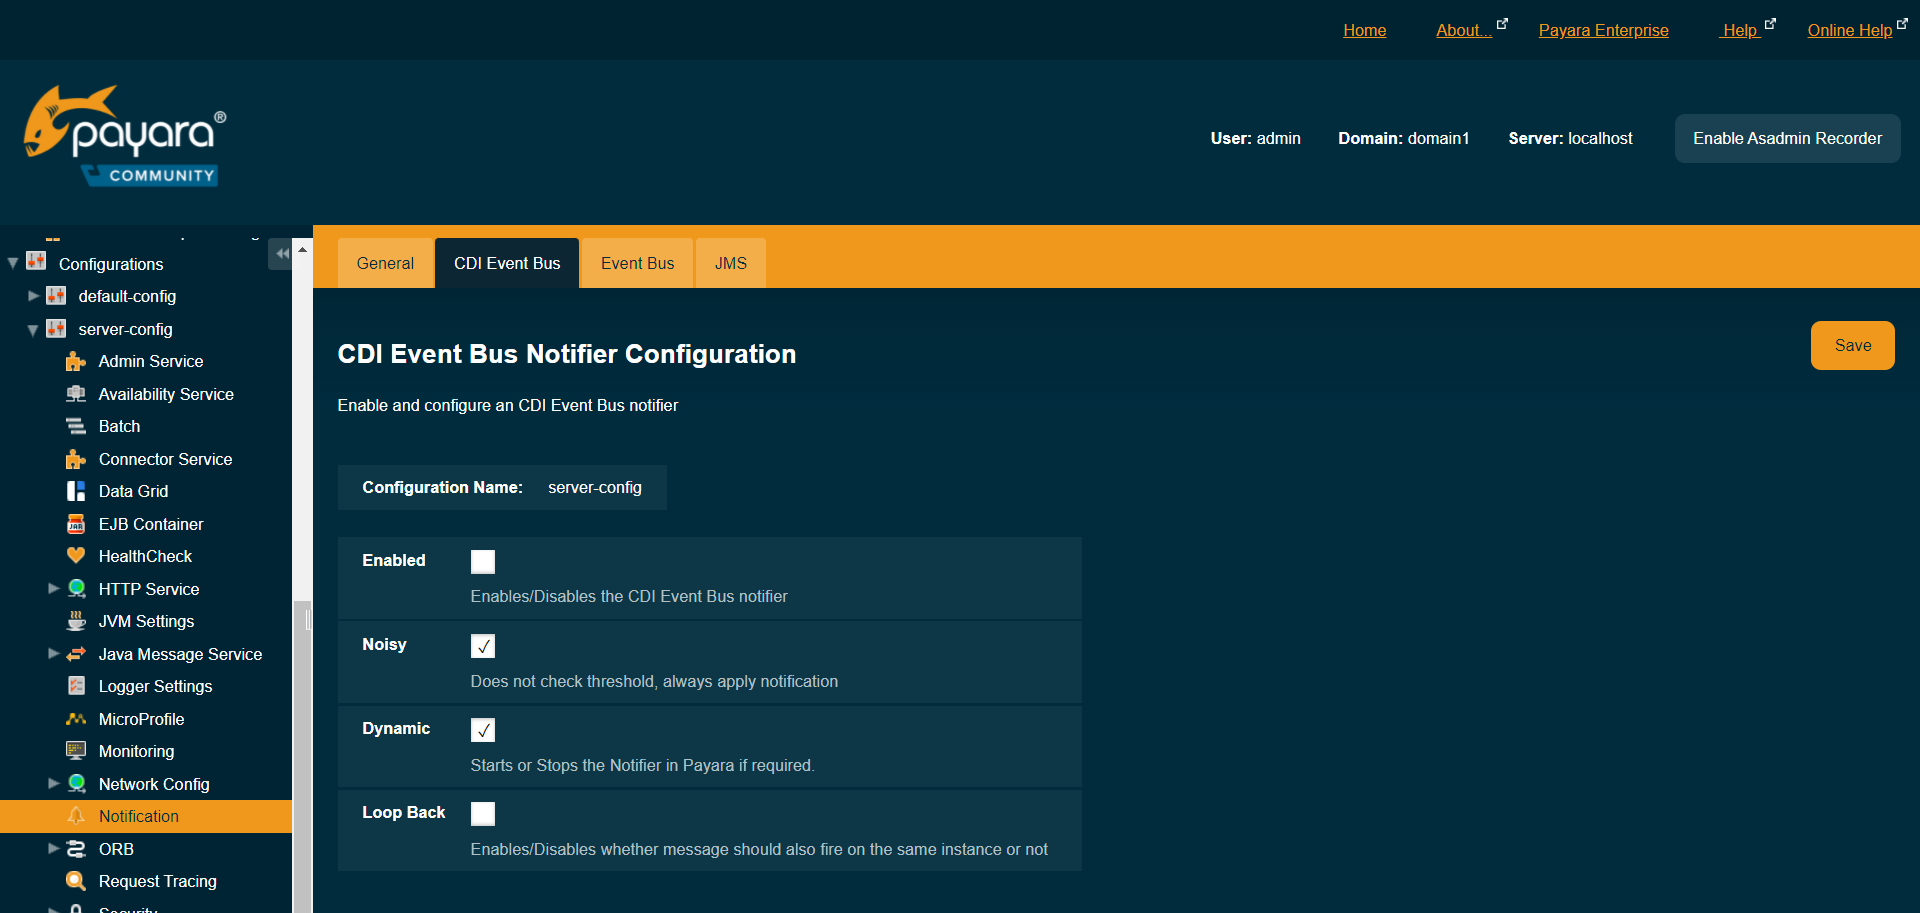 Home About... Payara Enterprise Help Online Help
payara®
COMMUNITY
User: admin Domain: domain1 Server: localhost Enable Asadmin Recorder
Configurations
default-config
server-config
Admin Service
Availability Service
Batch
Connector Service
Data Grid
EJB Container
HealthCheck
HTTP Service
JVM Settings
Java Message Service
Logger Settings
MicroProfile
Monitoring
Network Config
Notification
ORB
Request Tracing
Security
General CDI Event Bus Event Bus JMS
CDI Event Bus Notifier Configuration
Save
Enable and configure an CDI Event Bus notifier
Configuration Name: server-config
Enabled
Enables/Disables the CDI Event Bus notifier
Noisy
Does not check threshold, always apply notification
Dynamic
Starts or Stops the Notifier in Payara if required.
Loop Back
Enables/Disables whether message should also fire on the same instance or not